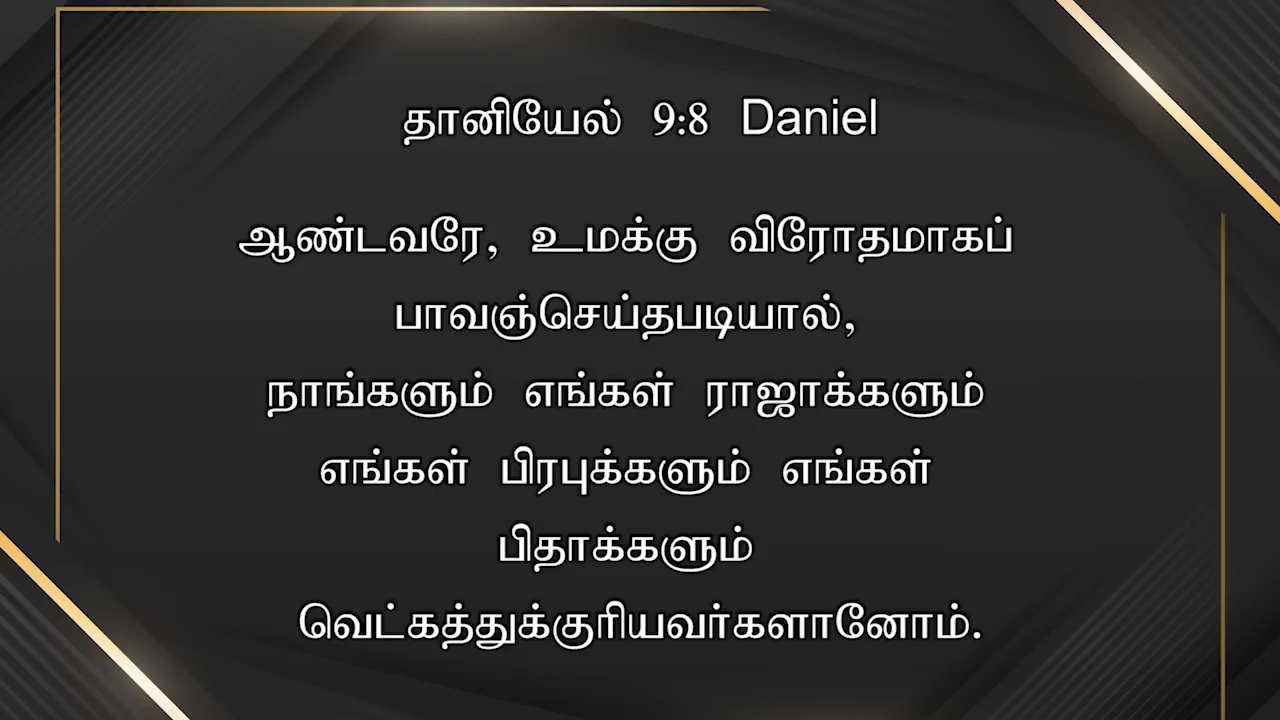 தானியேல் 9:8 Daniel
ஆண்டவரே, உமக்கு விரோதமாகப்
பாவஞ்செய்தபடியால்,
நாங்களும் எங்கள் ராஜாக்களும்
எங்கள் பிரபுக்களும் எங்கள்
பிதாக்களும்
வெட்கத்துக்குரியவர்களானோம்.